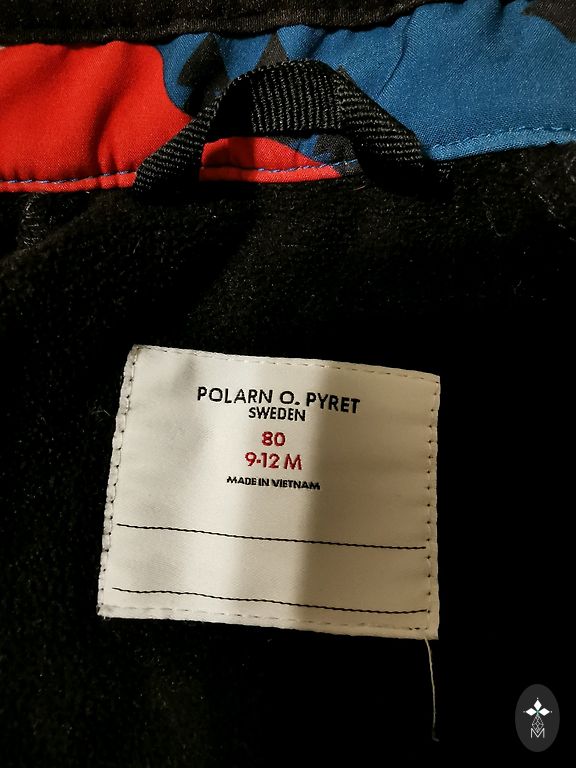 POLARN O. PYRET
SWEDEN
80
9-12 M
MADE IN VIETNAM
M